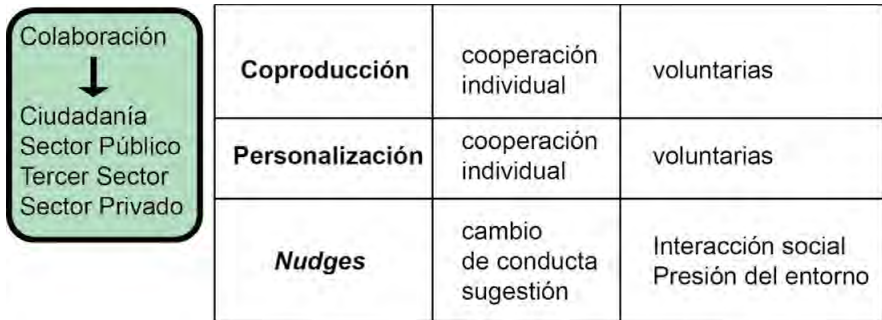 Colaboración
Ciudadanía
Sector Público
Tercer Sector
Sector Privado
Coproducción
cooperación
individual
voluntarias
Personalización
cooperación
individual
voluntarias
Nudges
cambio
de conducta
sugestión
Interacción social
Presión del entorno